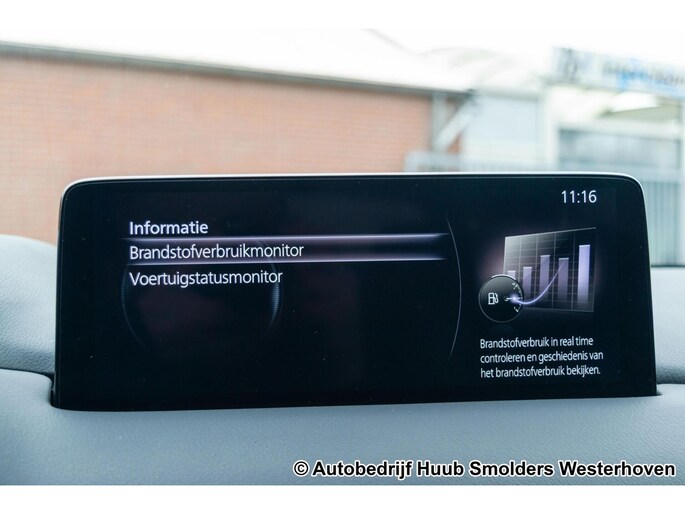 11:16
Informatie
Brandstofverbruikmonitor
Voertuigstatusmonitor
Brandstofverbruik in real time
controleren en geschiedenis van
het brandstofverbruik bekijken.
© Autobedrijf Huub Smolders Westerhoven